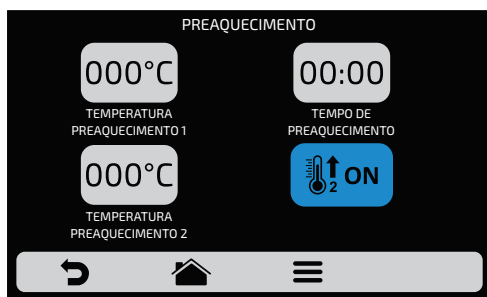 PREAQUECIMENTO
000°C
00:00
TEMPERATURA
PREAQUECIMENTO 1
TEMPO DE
PREAQUECIMENTO
000°C
2 ON
TEMPERATURA
PREAQUECIMENTO 2